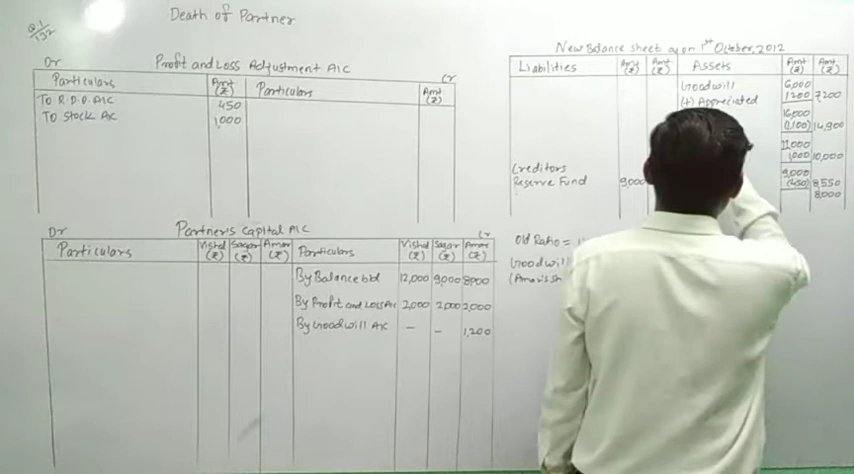 Q.1/132
Death of Partner
Dr Profit and Loss Adjustment A/C Cr
Particulars Amt (₹) Particulars Amt (₹)
To R.D.D. A/C 450
To Stock A/C 1,000
Dr Partner's Capital A/C Cr
Particulars Vishal (₹) Sagar (₹) Amar (₹) Particulars Vishal (₹) Sagar (₹) Amar (₹)
By Balance b/d 12,000 9,000 8,000
By Profit and Loss A/c 2,000 2,000 2,000
By Goodwill A/C - - 1,200
New Balance sheet as on 1st October, 2012
Liabilities Amt (₹) Amt (₹) Assets Amt (₹) Amt (₹)
Goodwill 6,000
(+) Appreciated 1,200 7,200
16,000
(1,100) 14,900
11,000
1,000 10,000
Creditors 9,000
Reserve Fund 9,000 (450) 8,550
8,000
Old Ratio =
Goodwill